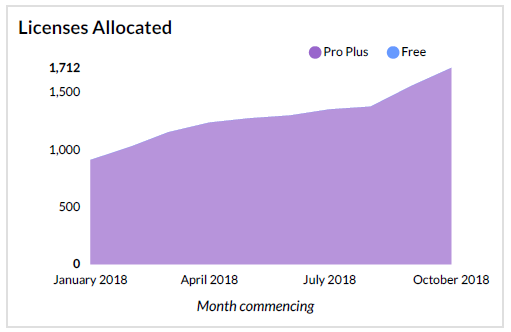 Licenses Allocated
Pro Plus Free
1,712
1,500
1,000
500
0
January 2018 April 2018 July 2018 October 2018
Month commencing